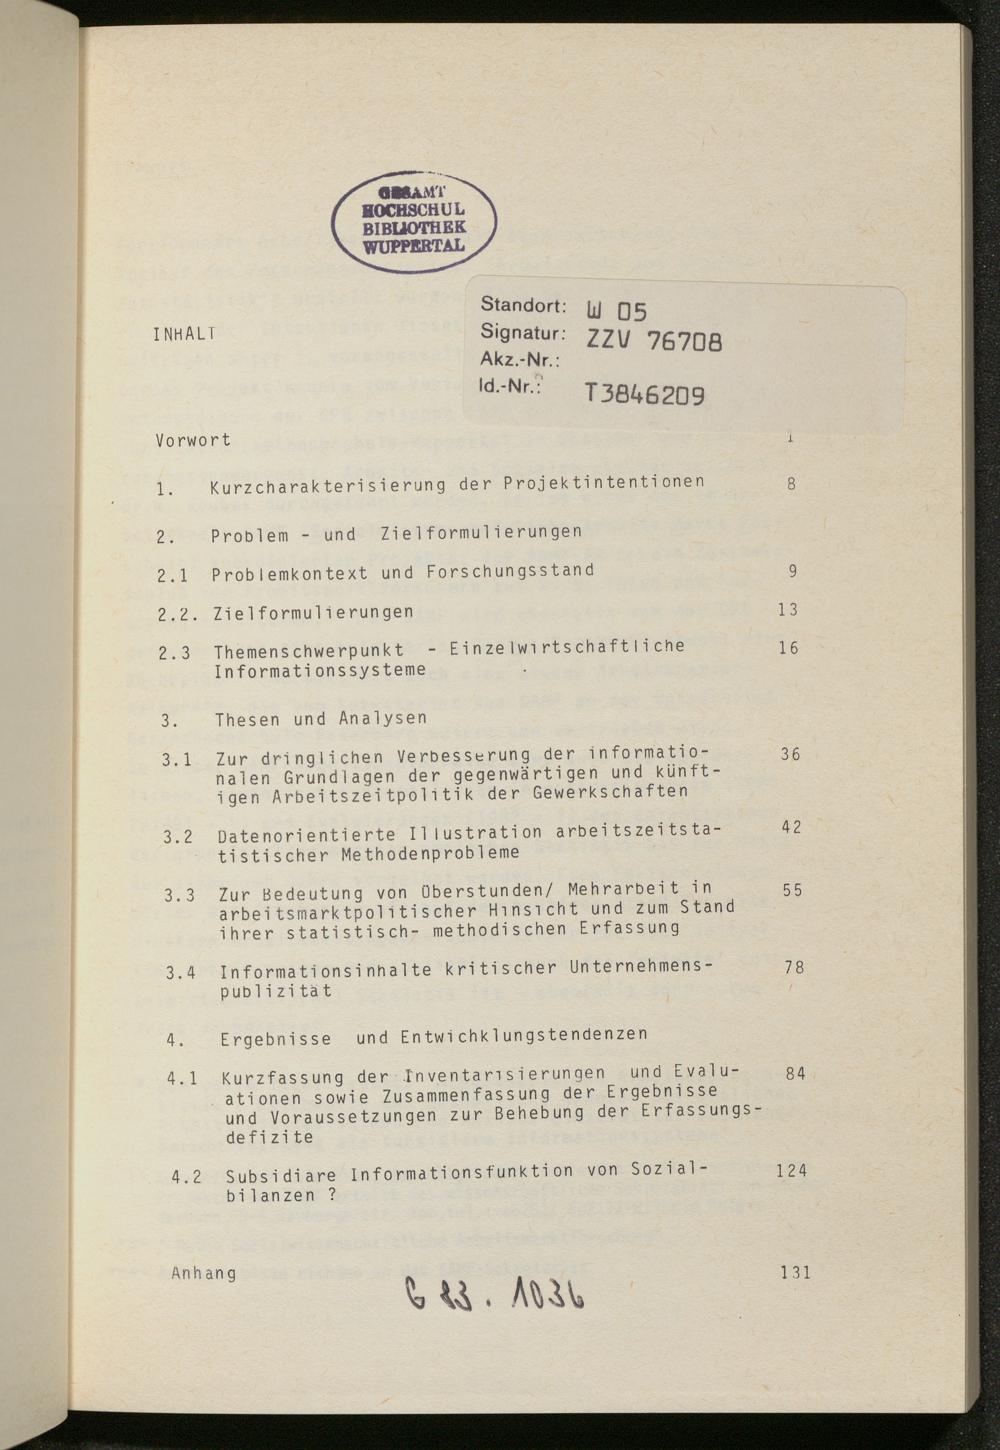 GESAMT
HOCHSCHUL
BIBLIOTHEK
WUPPERTAL
Standort: W 05
Signatur: ZZV 76708
Akz.-Nr.:
Id.-Nr.: T3846209
INHALT
Vorwort 1
1. Kurzcharakterisierung der Projektintentionen 8
2. Problem - und Zielformulierungen
2.1 Problemkontext und Forschungsstand 9
2.2. Zielformulierungen 13
2.3 Themenschwerpunkt - Einzelwirtschaftliche 16
Informationssysteme
3. Thesen und Analysen
3.1 Zur dringlichen Verbesserung der informatio- 36
nalen Grundlagen der gegenwärtigen und künft-
igen Arbeitszeitpolitik der Gewerkschaften
3.2 Datenorientierte Illustration arbeitszeitsta- 42
tistischer Methodenprobleme
3.3 Zur Bedeutung von Überstunden/ Mehrarbeit in 55
arbeitsmarktpolitischer Hinsicht und zum Stand
ihrer statistisch- methodischen Erfassung
3.4 Informationsinhalte kritischer Unternehmens- 78
publizität
4. Ergebnisse und Entwichklungstendenzen
4.1 Kurzfassung der Inventarisierungen und Evalu- 84
ationen sowie Zusammenfassung der Ergebnisse
und Voraussetzungen zur Behebung der Erfassungs-
defizite
4.2 Subsidiare Informationsfunktion von Sozial- 124
bilanzen ?
Anhang 131
G 83. 1036